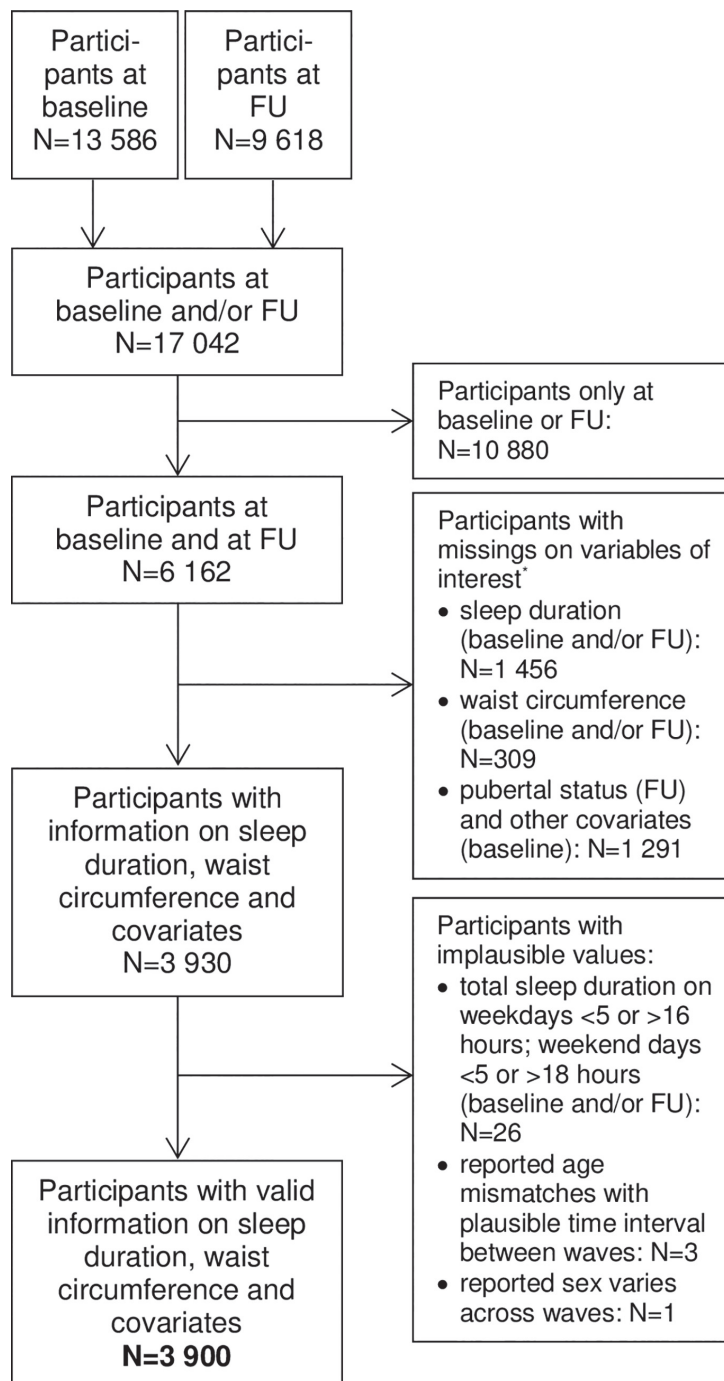 Partici-
pants at
baseline
N=13 586
Partici-
pants at
FU
N=9 618
Participants at
baseline and/or FU
N=17 042
Participants only at
baseline or FU:
N=10 880
Participants at
baseline and at FU
N=6 162
Participants with
missings on variables of
interest*
• sleep duration
(baseline and/or FU):
N=1 456
• waist circumference
(baseline and/or FU):
N=309
• pubertal status (FU)
and other covariates
(baseline): N=1 291
Participants with
information on sleep
duration, waist
circumference and
covariates
N=3 930
Participants with
implausible values:
• total sleep duration on
weekdays <5 or >16
hours; weekend days
<5 or >18 hours
(baseline and/or FU):
N=26
• reported age
mismatches with
plausible time interval
between waves: N=3
• reported sex varies
across waves: N=1
Participants with valid
information on sleep
duration, waist
circumference and
covariates
N=3 900